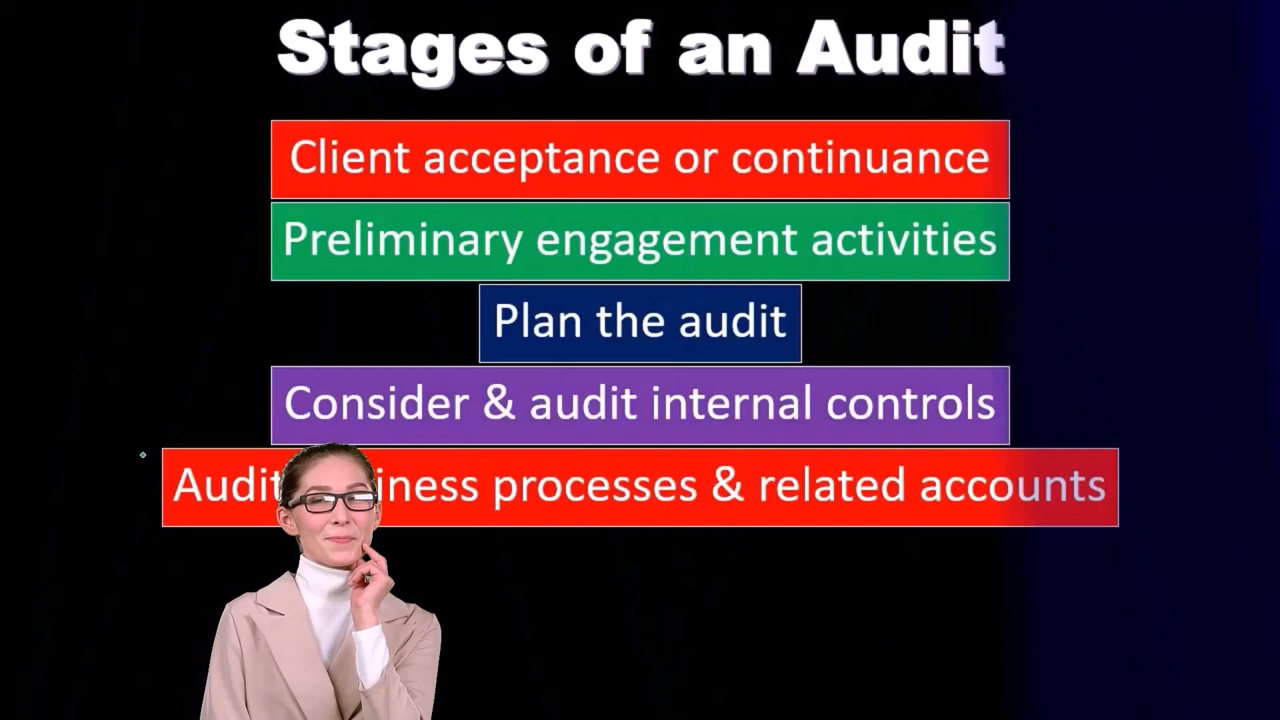 Stages of an Audit
Client acceptance or continuance
Preliminary engagement activities
Plan the audit
Consider & audit internal controls
Audit processes & related accounts